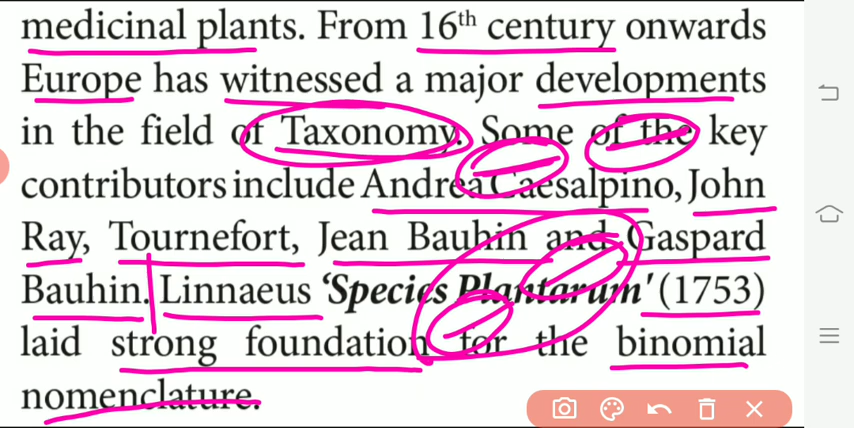 medicinal plants. From 16th century onwards
Europe has witnessed a major developments
in the field of Taxonomy. Some of the key
contributors include Andrea Caesalpino, John
Ray, Tournefort, Jean Bauhin and Gaspard
Bauhin. Linnaeus ‘Species Plantarum' (1753)
laid strong foundation for the binomial
nomenclature.